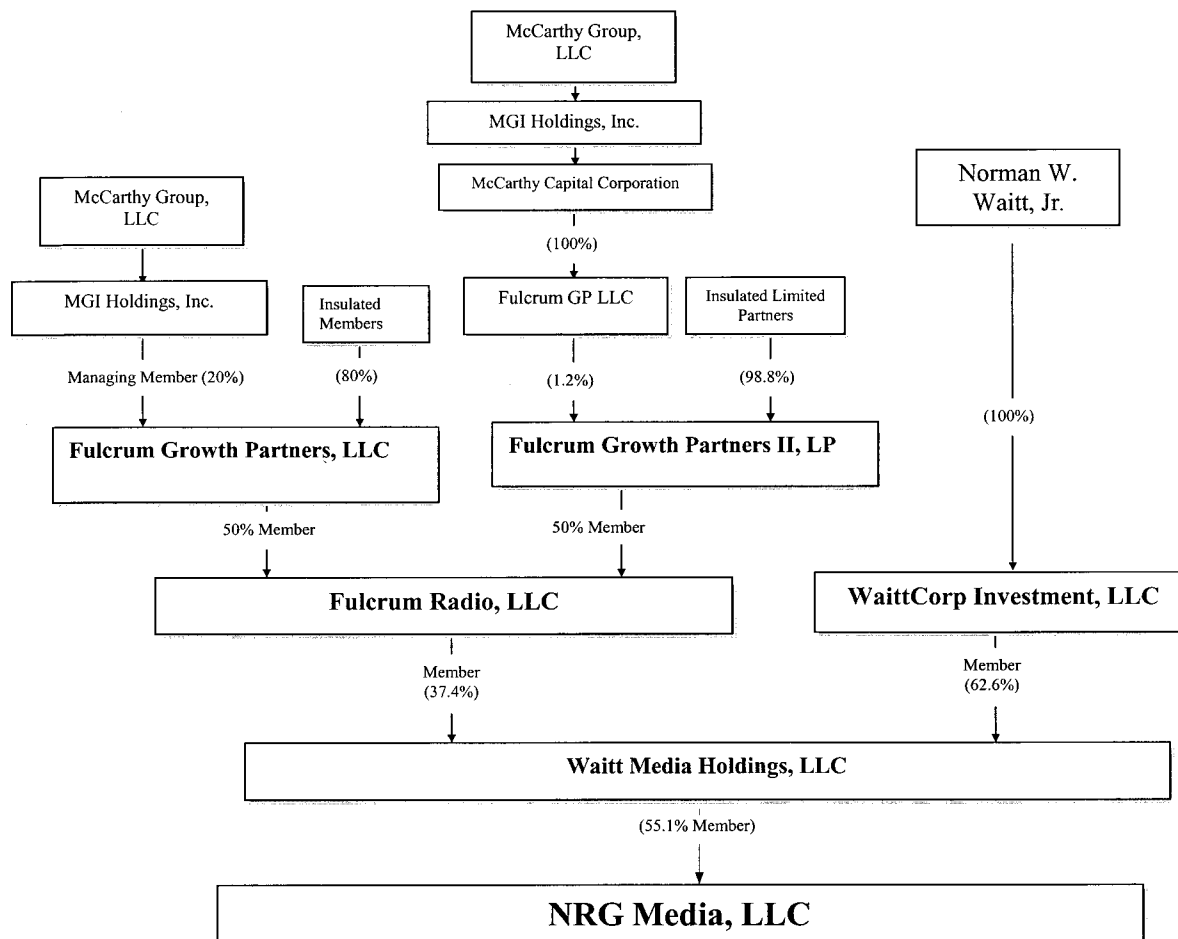 McCarthy Group,
LLC
MGI Holdings, Inc.
McCarthy Capital Corporation
Norman W.
Waitt, Jr.
McCarthy Group,
LLC
(100%)
MGI Holdings, Inc.
Insulated
Members
Fulcrum GP LLC
Insulated Limited
Partners
Managing Member (20%)
(80%)
(1.2%)
(98.8%)
(100%)
Fulcrum Growth Partners, LLC
Fulcrum Growth Partners II, LP
50% Member
50% Member
Fulcrum Radio, LLC
WaittCorp Investment, LLC
Member
(37.4%)
Member
(62.6%)
Waitt Media Holdings, LLC
(55.1% Member)
NRG Media, LLC